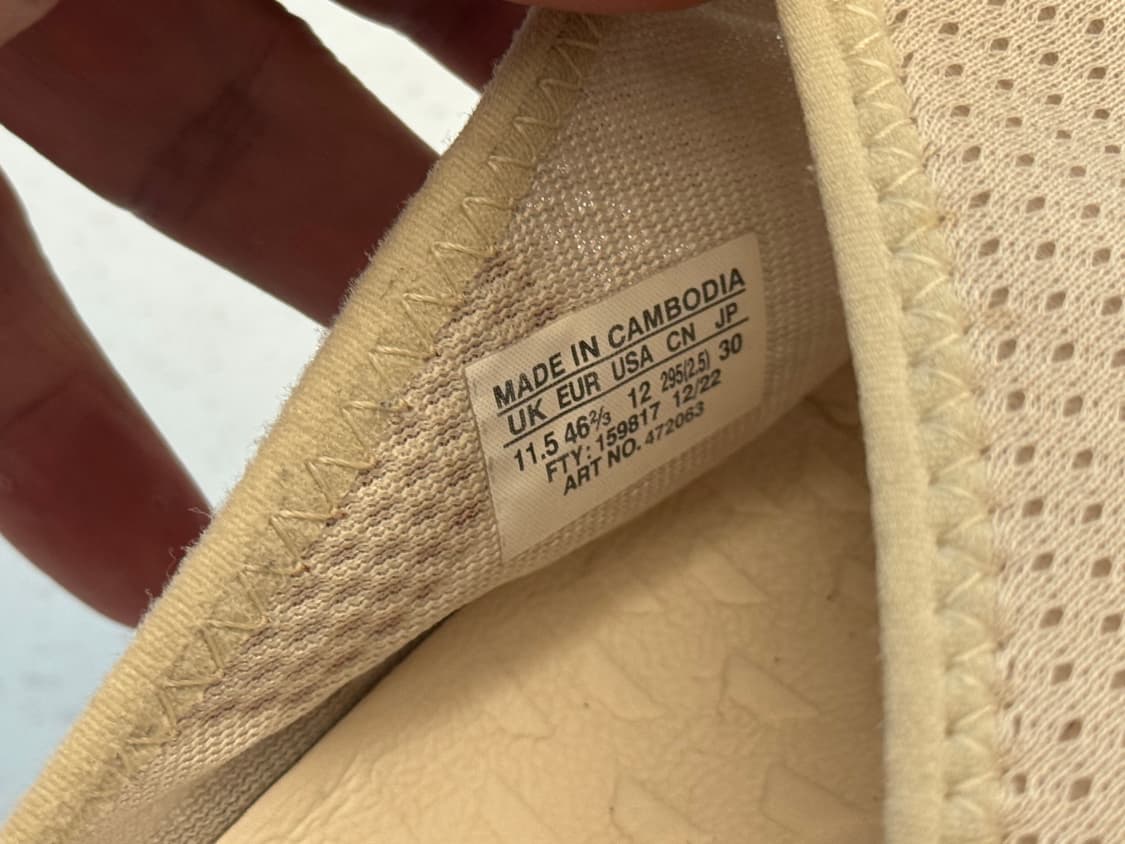 MADE IN CAMBODIA
UK EUR USA CN JP
11.5 46⅔ 12 295(2.5) 30
FTY: 159817 12/22
ART NO. 472063